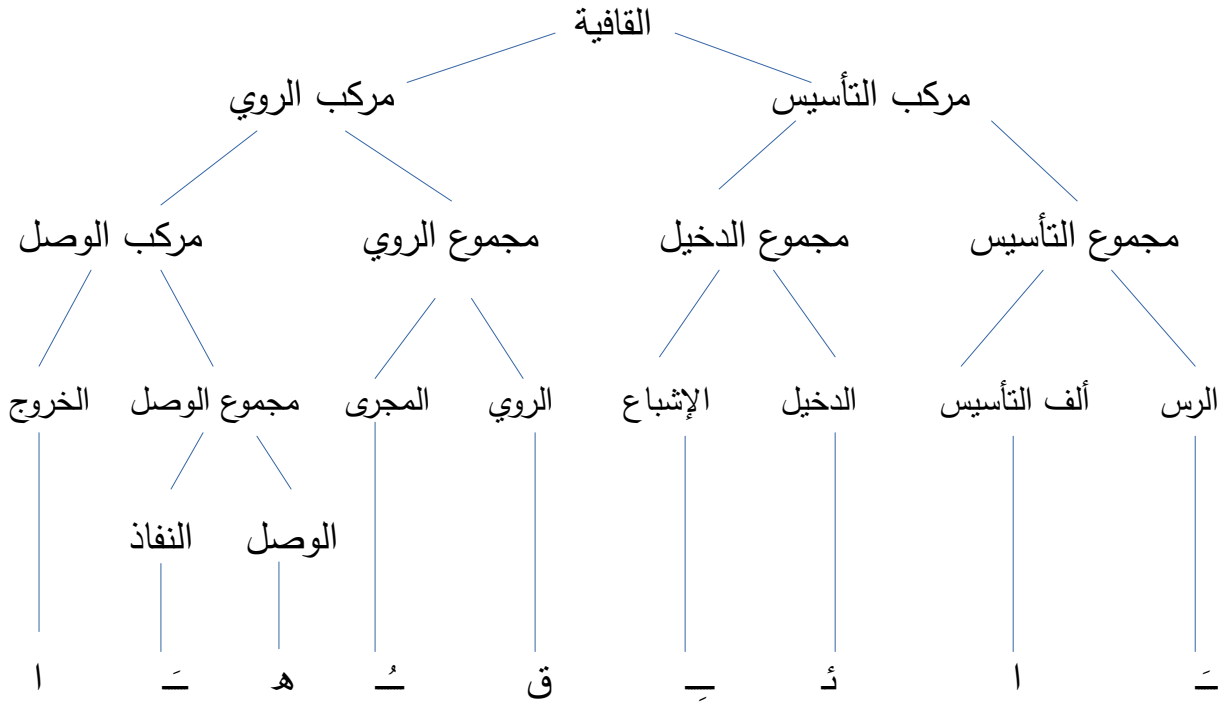 القافية
مركب التأسيس مركب الروي
مجموع التأسيس مجموع الدخيل مجموع الروي مركب الوصل
الرس ألف التأسيس الدخيل الإشباع الروي المجرى مجموع الوصل الخروج
الوصل النفاذ
ـَ ا ئـ ـِ ق ـُ هـ ـَ ا